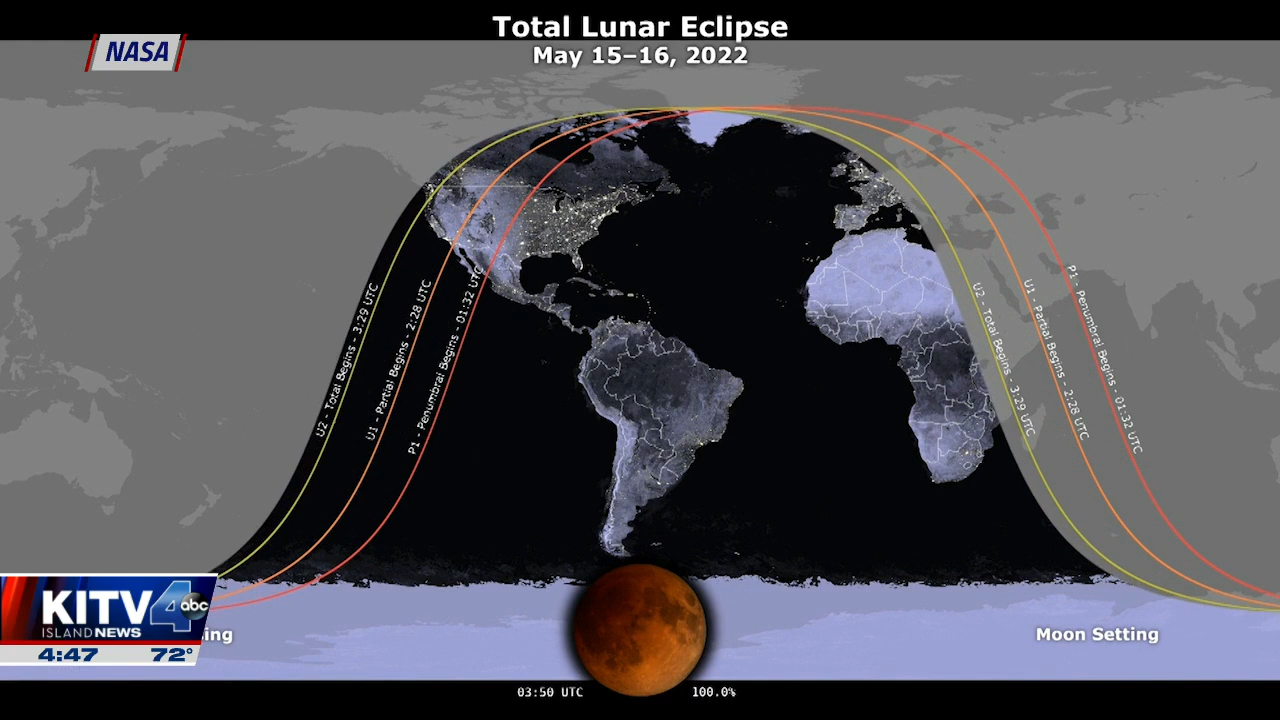 Total Lunar Eclipse
NASA
May 15–16, 2022
U2 - Total Begins - 3:29 UTC
U1 - Partial Begins - 2:28 UTC
P1 - Penumbral Begins - 01:32 UTC
U2 - Total Begins - 3:29 UTC
U1 - Partial Begins - 2:28 UTC
P1 - Penumbral Begins - 01:32 UTC
KITV 4 abc
ISLAND NEWS
ing
Moon Setting
4:47 72°
03:50 UTC 100.0%